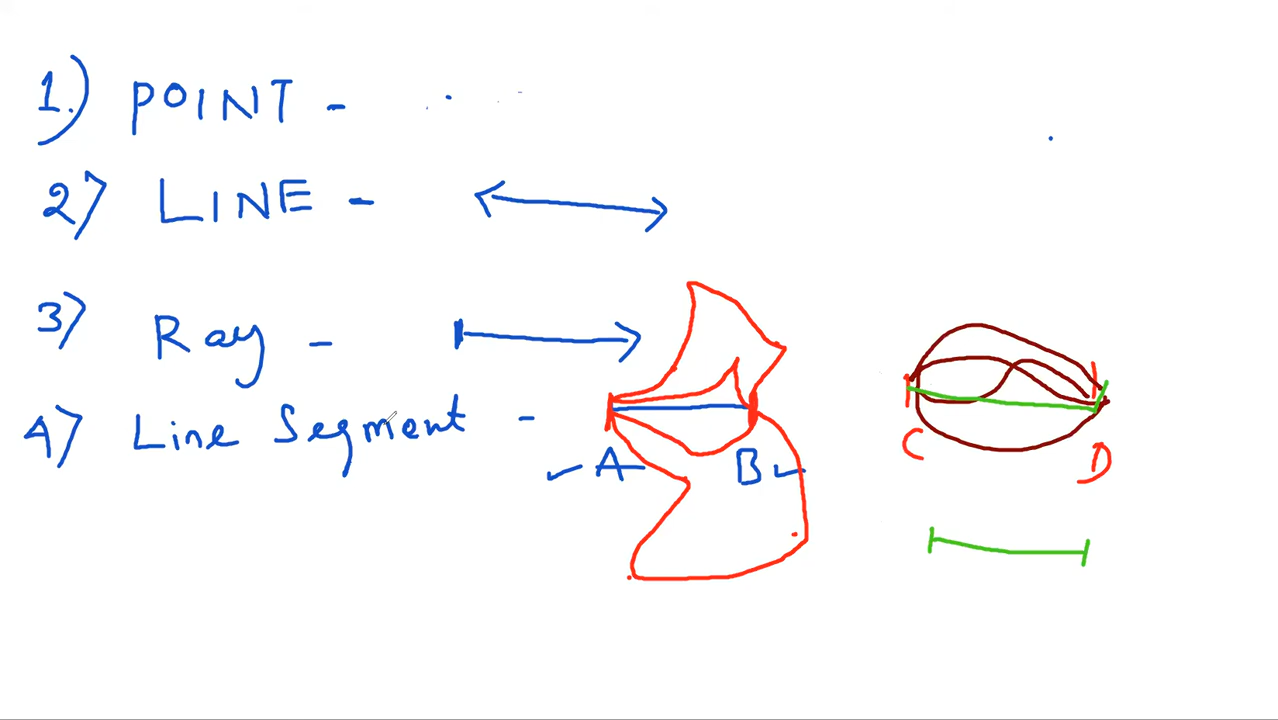 1.) POINT -
2) LINE -
3) Ray -
4) Line Segment -
A B
C D